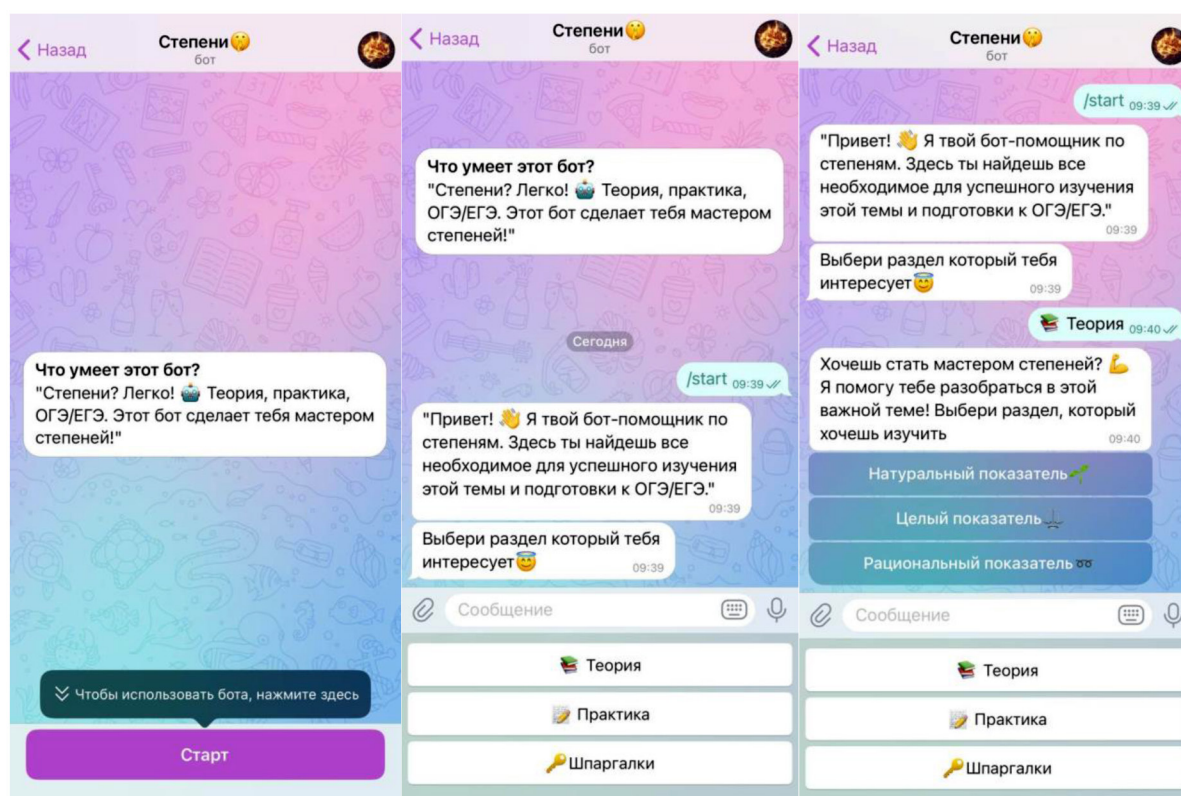 Назад
Степени🤫
бот
Что умеет этот бот?
"Степени? Легко! 🤖 Теория, практика,
ОГЭ/ЕГЭ. Этот бот сделает тебя мастером
степеней!"
Чтобы использовать бота, нажмите здесь
Старт
Назад
Степени🤫
бот
Что умеет этот бот?
"Степени? Легко! 🤖 Теория, практика,
ОГЭ/ЕГЭ. Этот бот сделает тебя мастером
степеней!"
Сегодня
/start 09:39
"Привет! 👋 Я твой бот-помощник по
степеням. Здесь ты найдешь все
необходимое для успешного изучения
этой темы и подготовки к ОГЭ/ЕГЭ."
09:39
Выбери раздел который тебя
интересует😇 09:39
Сообщение
📚 Теория
📝 Практика
🔑Шпаргалки
Назад
Степени🤫
бот
/start 09:39
"Привет! 👋 Я твой бот-помощник по
степеням. Здесь ты найдешь все
необходимое для успешного изучения
этой темы и подготовки к ОГЭ/ЕГЭ."
09:39
Выбери раздел который тебя
интересует😇 09:39
📚 Теория 09:40
Хочешь стать мастером степеней? 💪
Я помогу тебе разобраться в этой
важной теме! Выбери раздел, который
хочешь изучить 09:40
Натуральный показатель🌱
Целый показатель
Рациональный показатель➿
Сообщение
📚 Теория
📝 Практика
🔑Шпаргалки